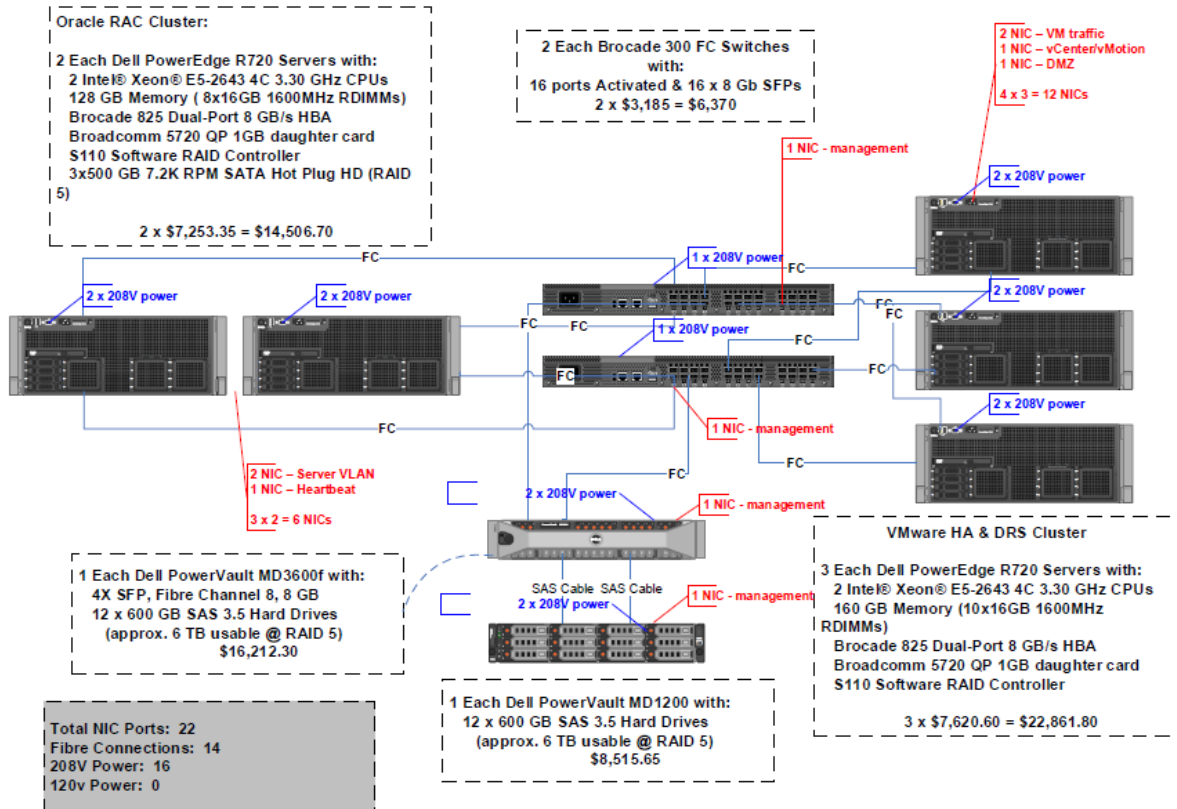 Oracle RAC Cluster:
2 Each Dell PowerEdge R720 Servers with:
2 Intel® Xeon® E5-2643 4C 3.30 GHz CPUs
128 GB Memory ( 8x16GB 1600MHz RDIMMs)
Brocade 825 Dual-Port 8 GB/s HBA
Broadcomm 5720 QP 1GB daughter card
S110 Software RAID Controller
3x500 GB 7.2K RPM SATA Hot Plug HD (RAID
5)
2 x $7,253.35 = $14,506.70
2 Each Brocade 300 FC Switches
with:
16 ports Activated & 16 x 8 Gb SFPs
2 x $3,185 = $6,370
2 NIC – VM traffic
1 NIC – vCenter/vMotion
1 NIC – DMZ
4 x 3 = 12 NICs
1 NIC - management
2 x 208V power
FC
1 x 208V power
FC
2 x 208V power
2 x 208V power
2 x 208V power
FC
FC
FC
FC
1 x 208V power
FC
FC
FC
2 x 208V power
FC
1 NIC - management
FC
FC
2 NIC – Server VLAN
1 NIC – Heartbeat
3 x 2 = 6 NICs
2 x 208V power
1 NIC - management
SAS Cable
SAS Cable
2 x 208V power
1 NIC - management
1 Each Dell PowerVault MD3600f with:
4X SFP, Fibre Channel 8, 8 GB
12 x 600 GB SAS 3.5 Hard Drives
(approx. 6 TB usable @ RAID 5)
$16,212.30
VMware HA & DRS Cluster
3 Each Dell PowerEdge R720 Servers with:
2 Intel® Xeon® E5-2643 4C 3.30 GHz CPUs
160 GB Memory (10x16GB 1600MHz
RDIMMs)
Brocade 825 Dual-Port 8 GB/s HBA
Broadcomm 5720 QP 1GB daughter card
S110 Software RAID Controller
3 x $7,620.60 = $22,861.80
1 Each Dell PowerVault MD1200 with:
12 x 600 GB SAS 3.5 Hard Drives
(approx. 6 TB usable @ RAID 5)
$8,515.65
Total NIC Ports: 22
Fibre Connections: 14
208V Power: 16
120v Power: 0